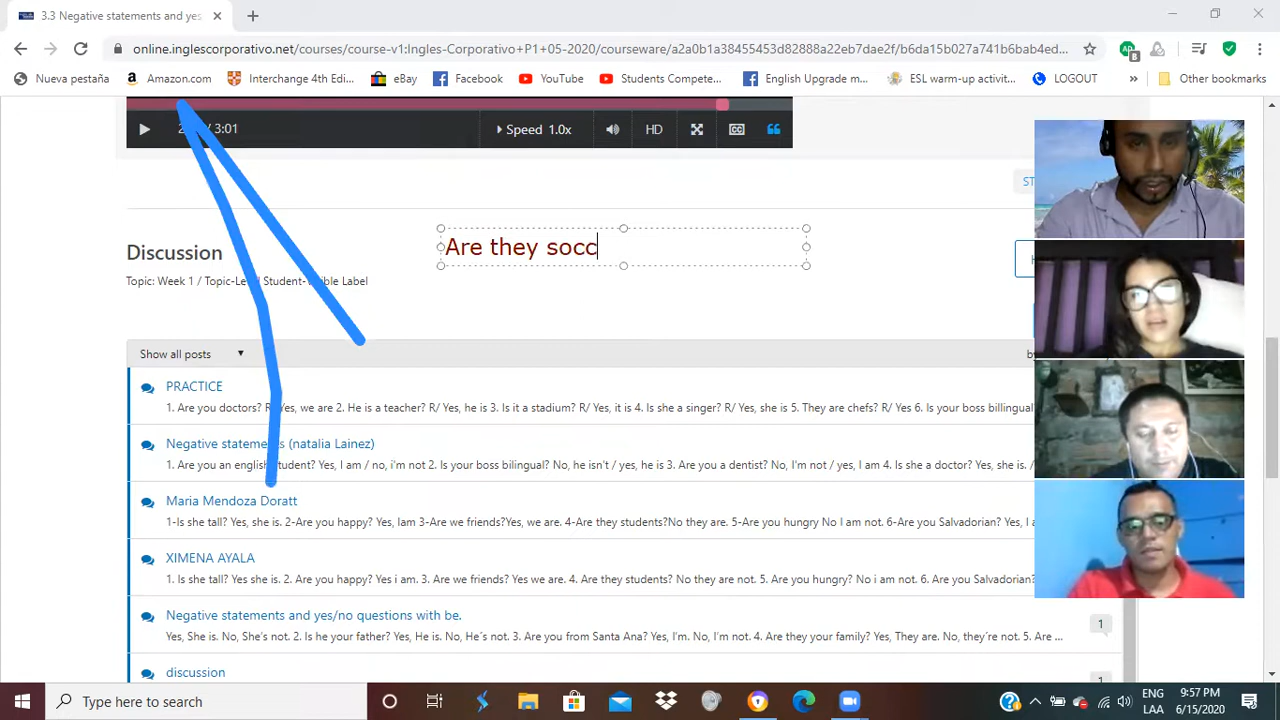 3.3 Negative statements and yes
online.inglescorporativo.net/courses/course-v1:Ingles-Corporativo+P1+05-2020/courseware/a2a0b1a38455453d82888a22eb7dae2f/b6da15b027a741b6bab4ed...
Nueva pestaña Amazon.com Interchange 4th Edi... eBay Facebook YouTube Students Compete... English Upgrade m... ESL warm-up activit... LOGOUT » Other bookmarks
/ 3:01 Speed 1.0x HD CC
ST
Are they socc
Discussion
H
Topic: Week 1 / Topic-Level Student-Visible Label
Show all posts by
PRACTICE
1. Are you doctors? R/ Yes, we are 2. He is a teacher? R/ Yes, he is 3. Is it a stadium? R/ Yes, it is 4. Is she a singer? R/ Yes, she is 5. They are chefs? R/ Yes 6. Is your boss bilingual
Negative statements (natalia Lainez)
1. Are you an english student? Yes, I am / no, i'm not 2. Is your boss bilingual? No, he isn't / yes, he is 3. Are you a dentist? No, I'm not / yes, I am 4. Is she a doctor? Yes, she is. /
Maria Mendoza Doratt
1-Is she tall? Yes, she is. 2-Are you happy? Yes, Iam 3-Are we friends?Yes, we are. 4-Are they students?No they are. 5-Are you hungry No I am not. 6-Are you Salvadorian? Yes, I
XIMENA AYALA
1. Is she tall? Yes she is. 2. Are you happy? Yes i am. 3. Are we friends? Yes we are. 4. Are they students? No they are not. 5. Are you hungry? No i am not. 6. Are you Salvadorian?
Negative statements and yes/no questions with be.
Yes, She is. No, She's not. 2. Is he your father? Yes, He is. No, He´s not. 3. Are you from Santa Ana? Yes, I'm. No, I'm not. 4. Are they your family? Yes, They are. No, they´re not. 5. Are ...
1
discussion
1
Type here to search
ENG
LAA
9:57 PM
6/15/2020